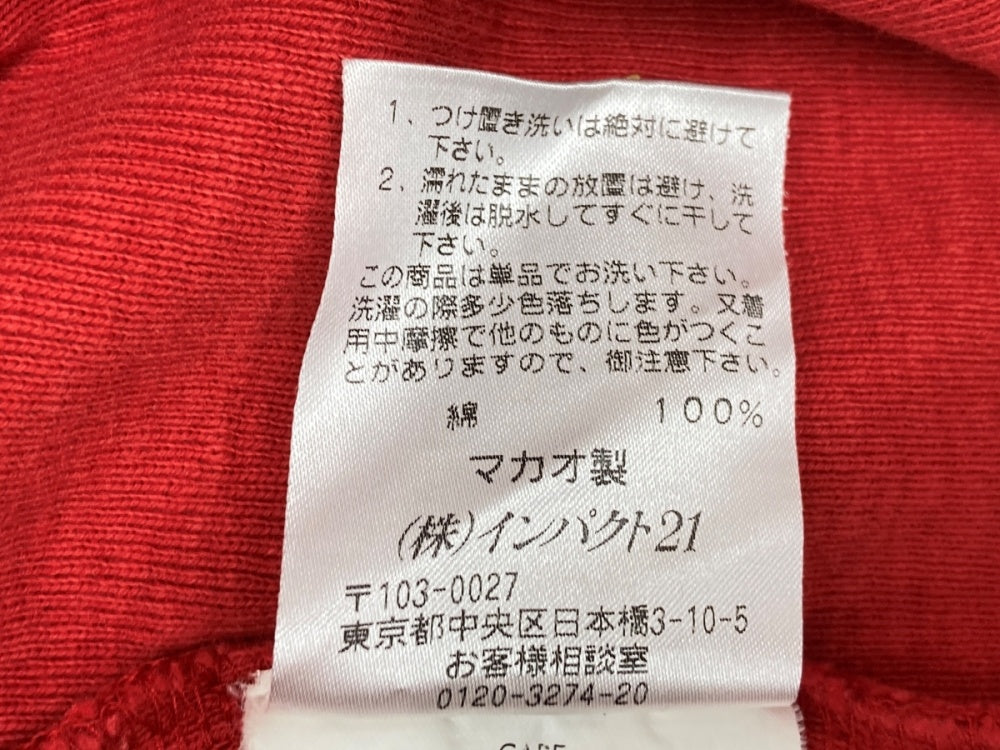 1、つけ置き洗いは絶対に避けて
下さい。
2、濡れたままの放置は避け、洗
濯後は脱水してすぐに干して
下さい。
この商品は単品でお洗い下さい。
洗濯の際多少色落ちします。又着
用中摩擦で他のものに色がつくこ
とがありますので、御注意下さい。
綿 100%
マカオ製
(株)インパクト21
〒103-0027
東京都中央区日本橋3-10-5
お客様相談室
0120-3274-20
CARE